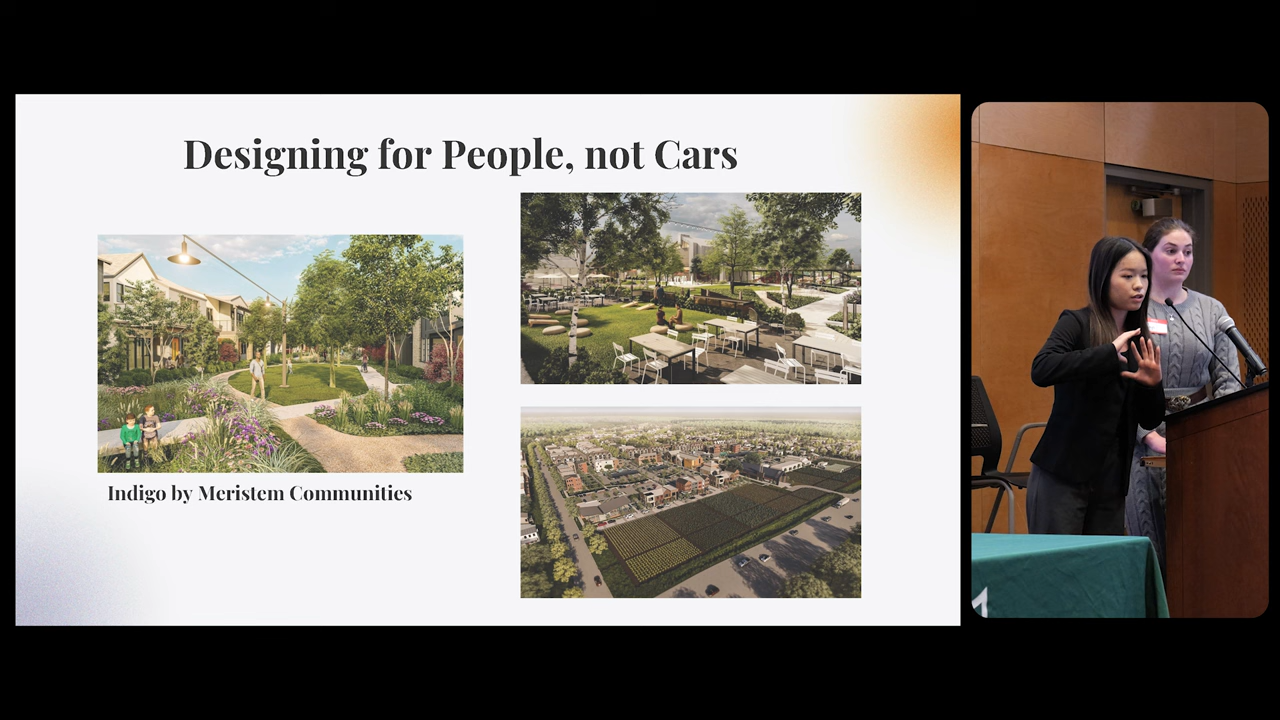 Designing for People, not Cars
Indigo by Meristem Communities